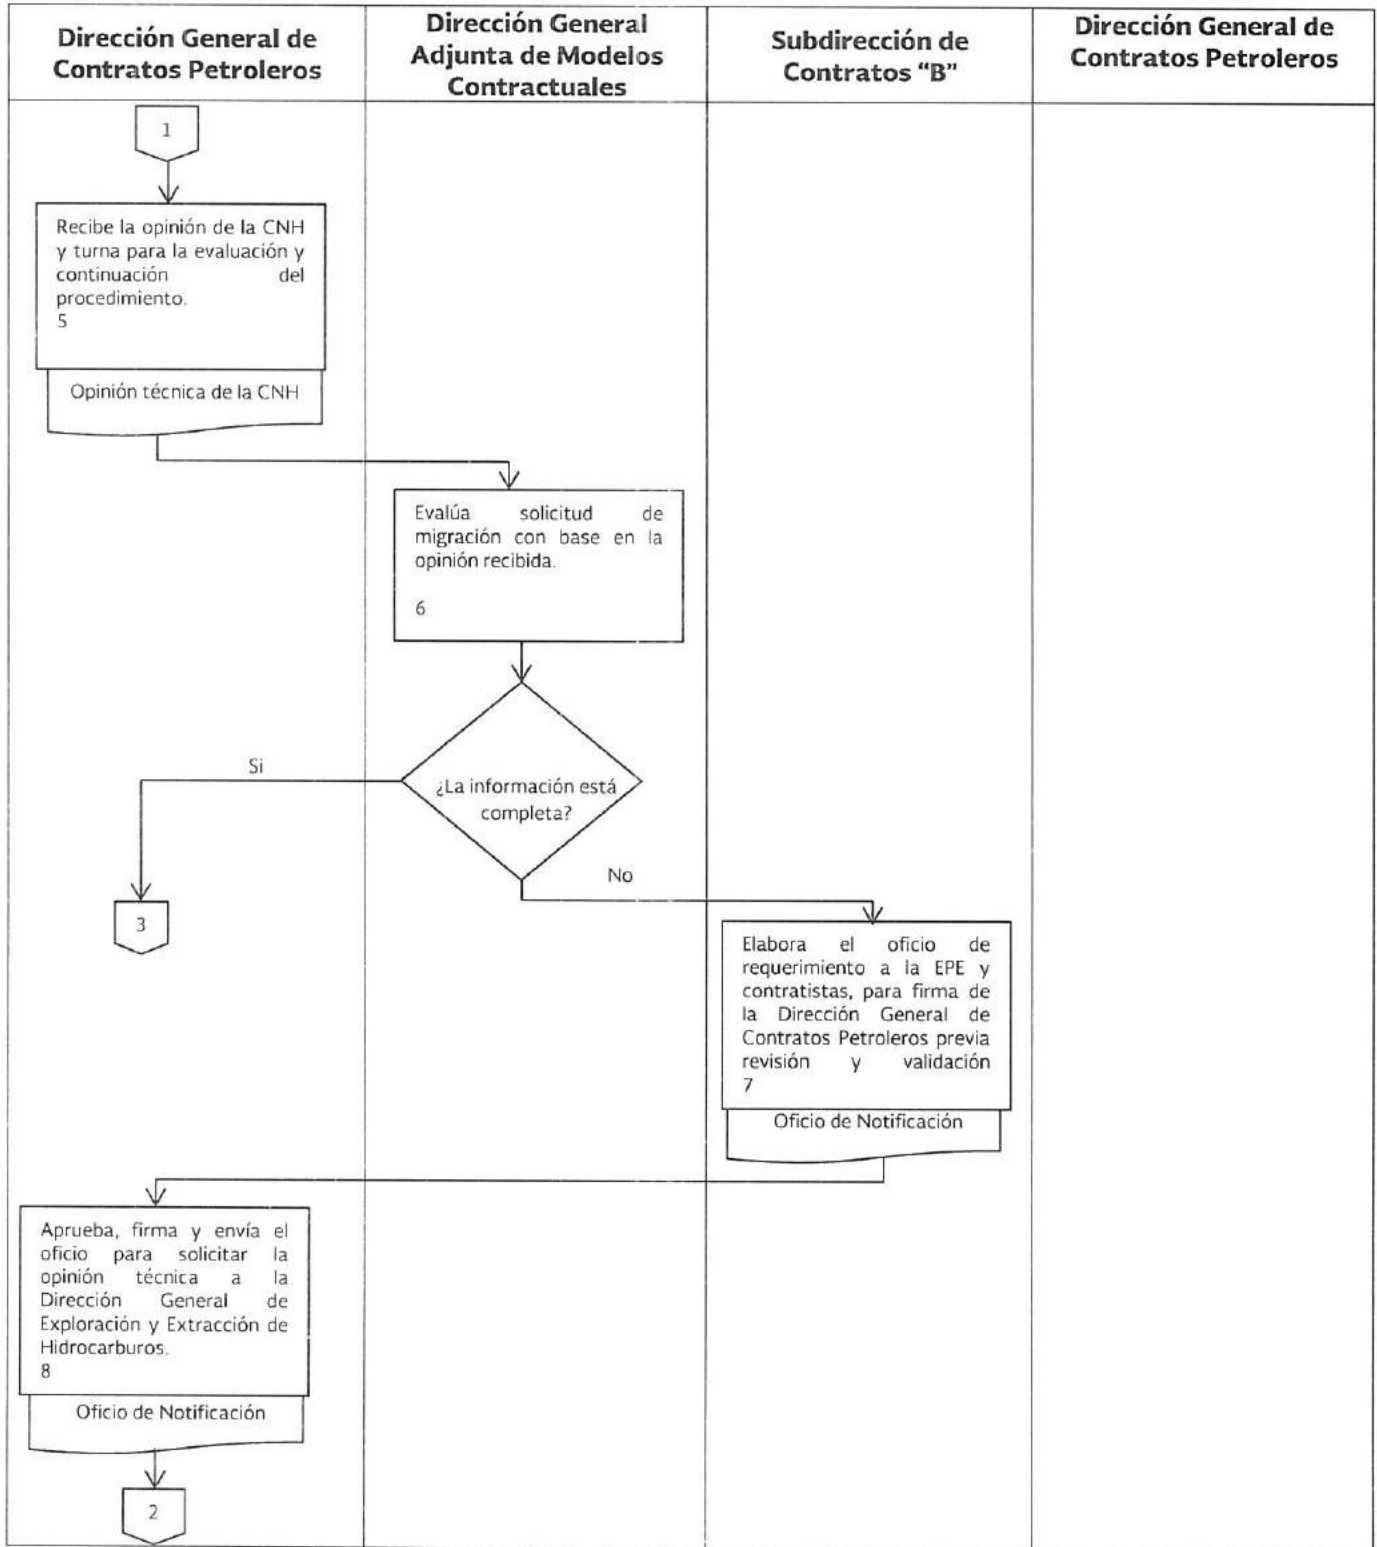 Dirección General de
Contratos Petroleros
Dirección General
Adjunta de Modelos
Contractuales
Subdirección de
Contratos “B”
Dirección General de
Contratos Petroleros
1
Recibe la opinión de la CNH
y turna para la evaluación y
continuación del
procedimiento.
5
Opinión técnica de la CNH
Evalúa solicitud de
migración con base en la
opinión recibida.
6
¿La información está
completa?
Si
No
3
Elabora el oficio de
requerimiento a la EPE y
contratistas, para firma de
la Dirección General de
Contratos Petroleros previa
revisión y validación
7
Oficio de Notificación
Aprueba, firma y envía el
oficio para solicitar la
opinión técnica a la
Dirección General de
Exploración y Extracción de
Hidrocarburos.
8
Oficio de Notificación
2